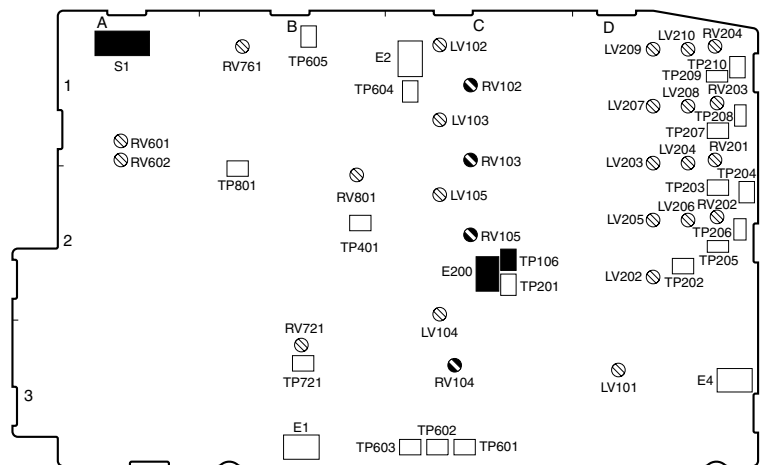 A
B
C
D
1
2
3
S1
RV761
TP605
E2
TP604
LV102
RV102
LV103
RV103
LV105
RV105
LV209
LV210
RV204
TP210
TP209
LV207
LV208
RV203
TP208
TP207
RV601
RV602
TP801
RV801
TP401
LV203
LV204
RV201
TP204
TP203
LV205
LV206
RV202
TP206
TP205
E200
TP106
TP201
LV202
TP202
LV104
RV721
TP721
RV104
LV101
E4
E1
TP602
TP603
TP601